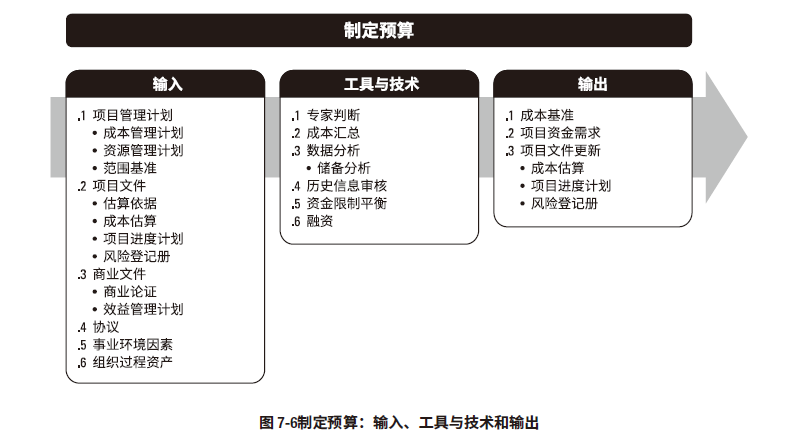 制定预算
输入
.1 项目管理计划
• 成本管理计划
• 资源管理计划
• 范围基准
.2 项目文件
• 估算依据
• 成本估算
• 项目进度计划
• 风险登记册
.3 商业文件
• 商业论证
• 效益管理计划
.4 协议
.5 事业环境因素
.6 组织过程资产
工具与技术
.1 专家判断
.2 成本汇总
.3 数据分析
• 储备分析
.4 历史信息审核
.5 资金限制平衡
.6 融资
输出
.1 成本基准
.2 项目资金需求
.3 项目文件更新
• 成本估算
• 项目进度计划
• 风险登记册
图 7-6制定预算：输入、工具与技术和输出